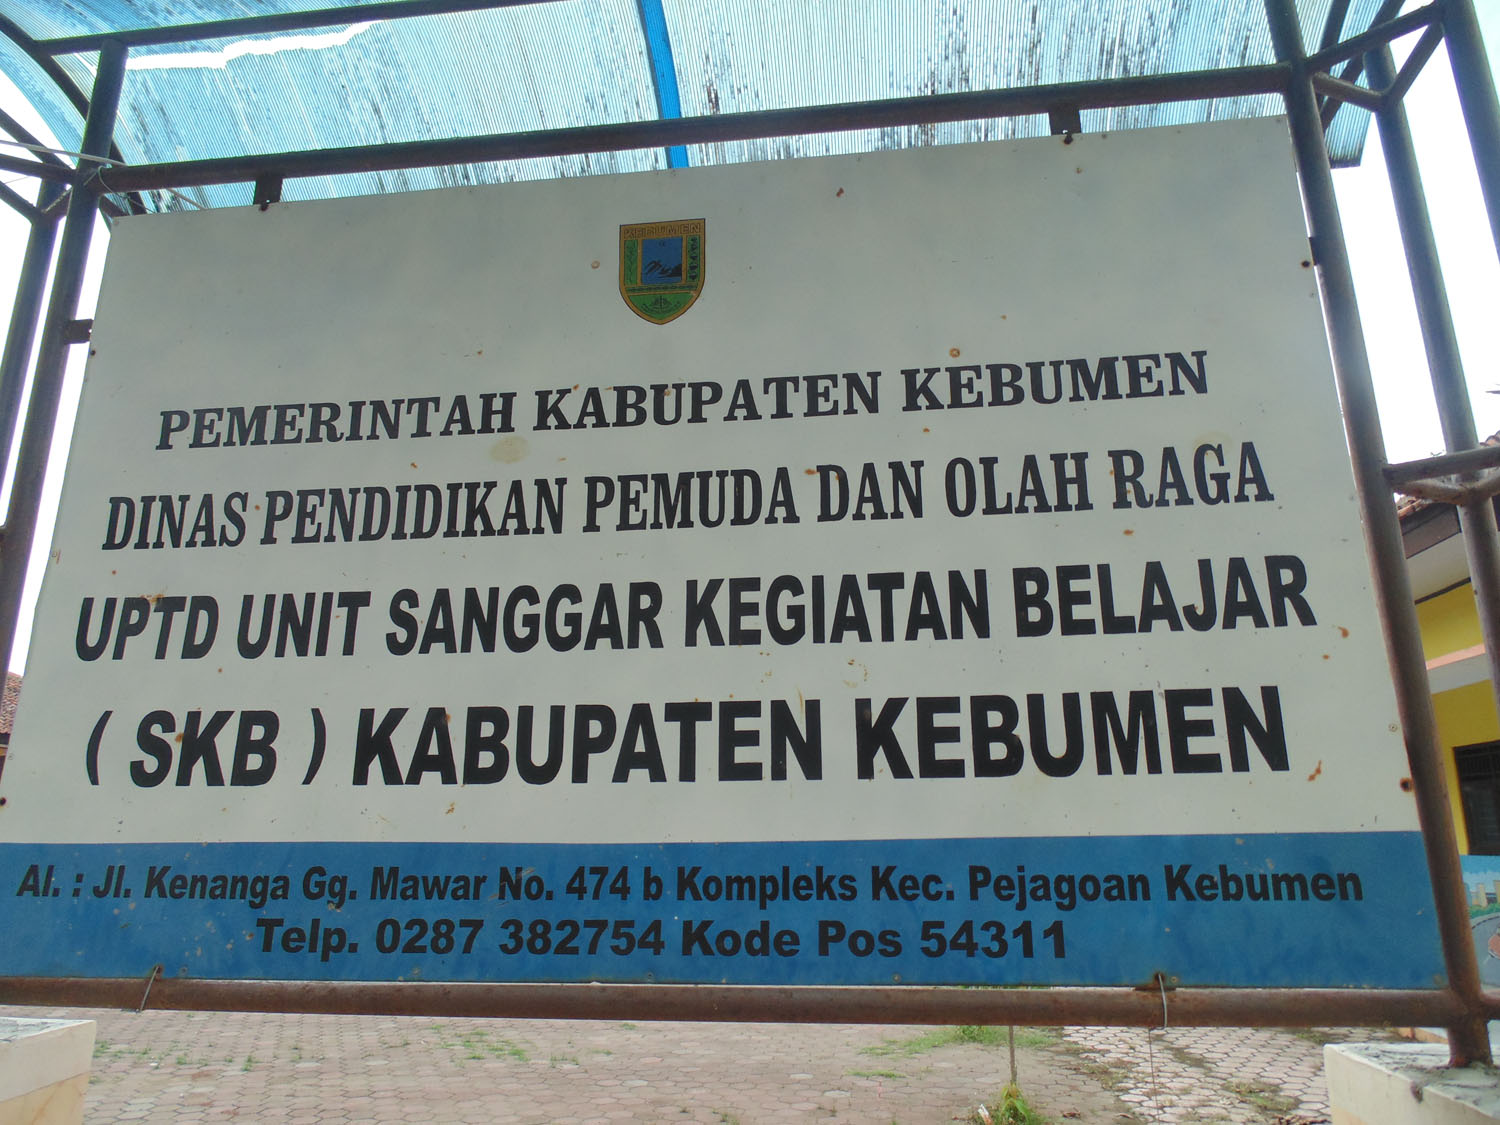 KEBUMEN
PEMERINTAH KABUPATEN KEBUMEN
DINAS PENDIDIKAN PEMUDA DAN OLAH RAGA
UPTD UNIT SANGGAR KEGIATAN BELAJAR
( SKB ) KABUPATEN KEBUMEN
Al. : Jl. Kenanga Gg. Mawar No. 474 b Kompleks Kec. Pejagoan Kebumen
Telp. 0287 382754 Kode Pos 54311